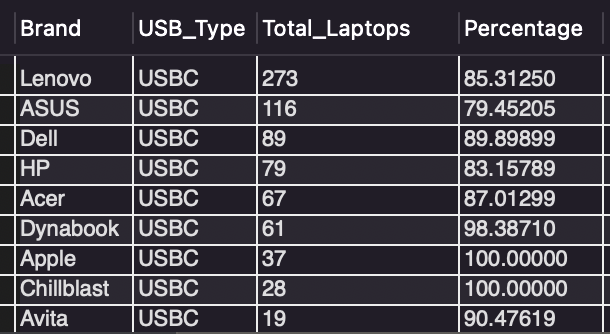 Brand USB_Type Total_Laptops Percentage
Lenovo USBC 273 85.31250
ASUS USBC 116 79.45205
Dell USBC 89 89.89899
HP USBC 79 83.15789
Acer USBC 67 87.01299
Dynabook USBC 61 98.38710
Apple USBC 37 100.00000
Chillblast USBC 28 100.00000
Avita USBC 19 90.47619